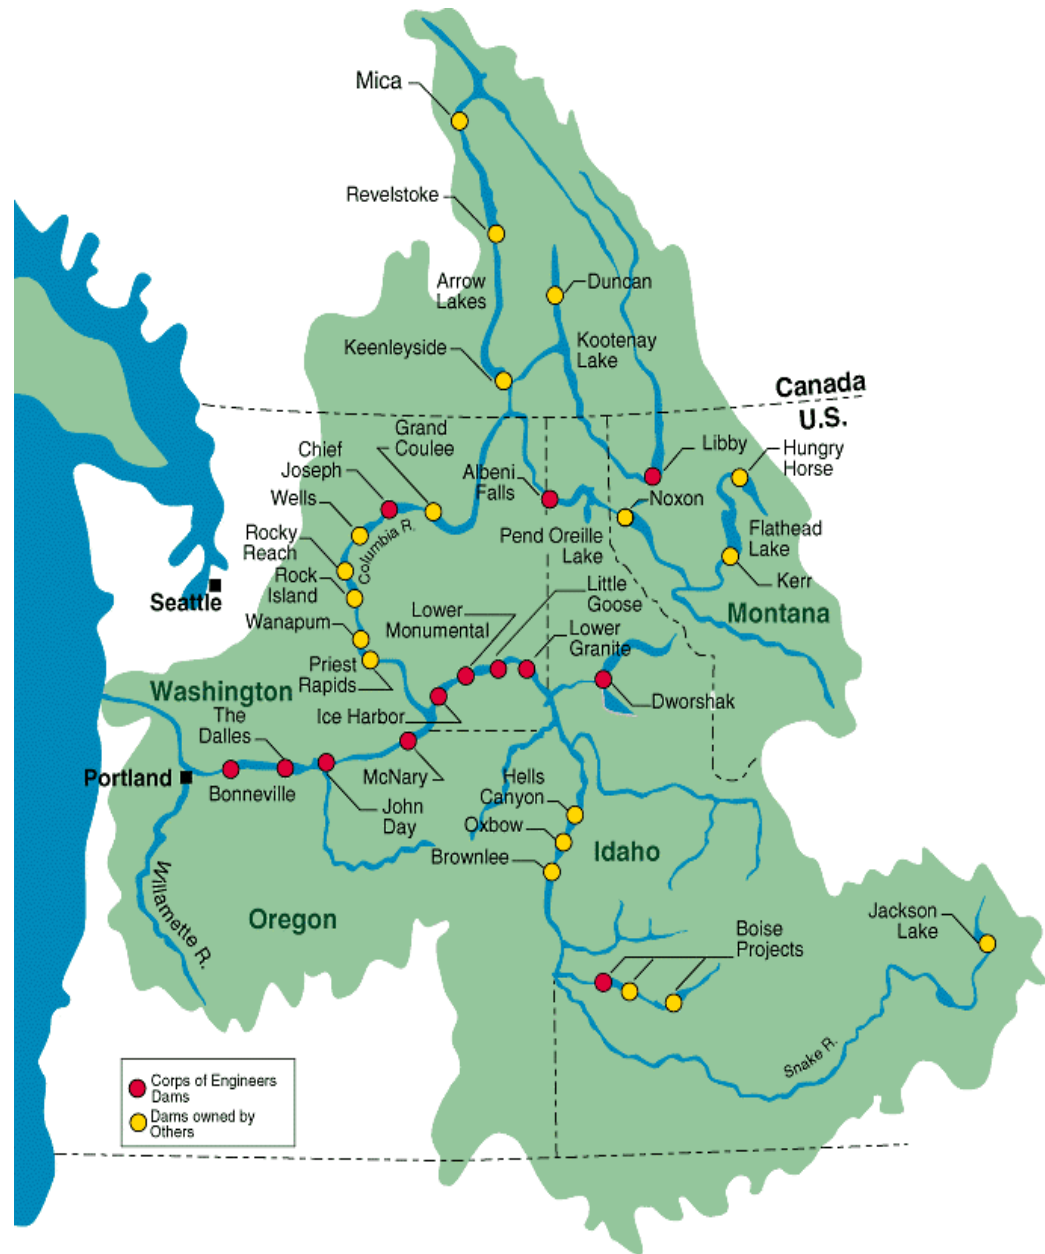 Mica
Revelstoke
Arrow
Lakes
Duncan
Kootenay
Lake
Keenleyside
Canada
U.S.
Grand
Coulee
Chief
Joseph
Albeni
Falls
Libby
Hungry
Horse
Wells
Noxon
Columbia R.
Rocky
Reach
Pend Oreille
Lake
Flathead
Lake
Rock
Island
Kerr
Seattle
Little
Goose
Lower
Monumental
Montana
Wanapum
Lower
Granite
Priest
Rapids
Washington
Ice Harbor
Dworshak
The
Dalles
Portland
Bonneville
McNary
John
Day
Hells
Canyon
Oxbow
Brownlee
Idaho
Willamette R.
Oregon
Boise
Projects
Jackson
Lake
Snake R.
Corps of Engineers
Dams
Dams owned by
Others